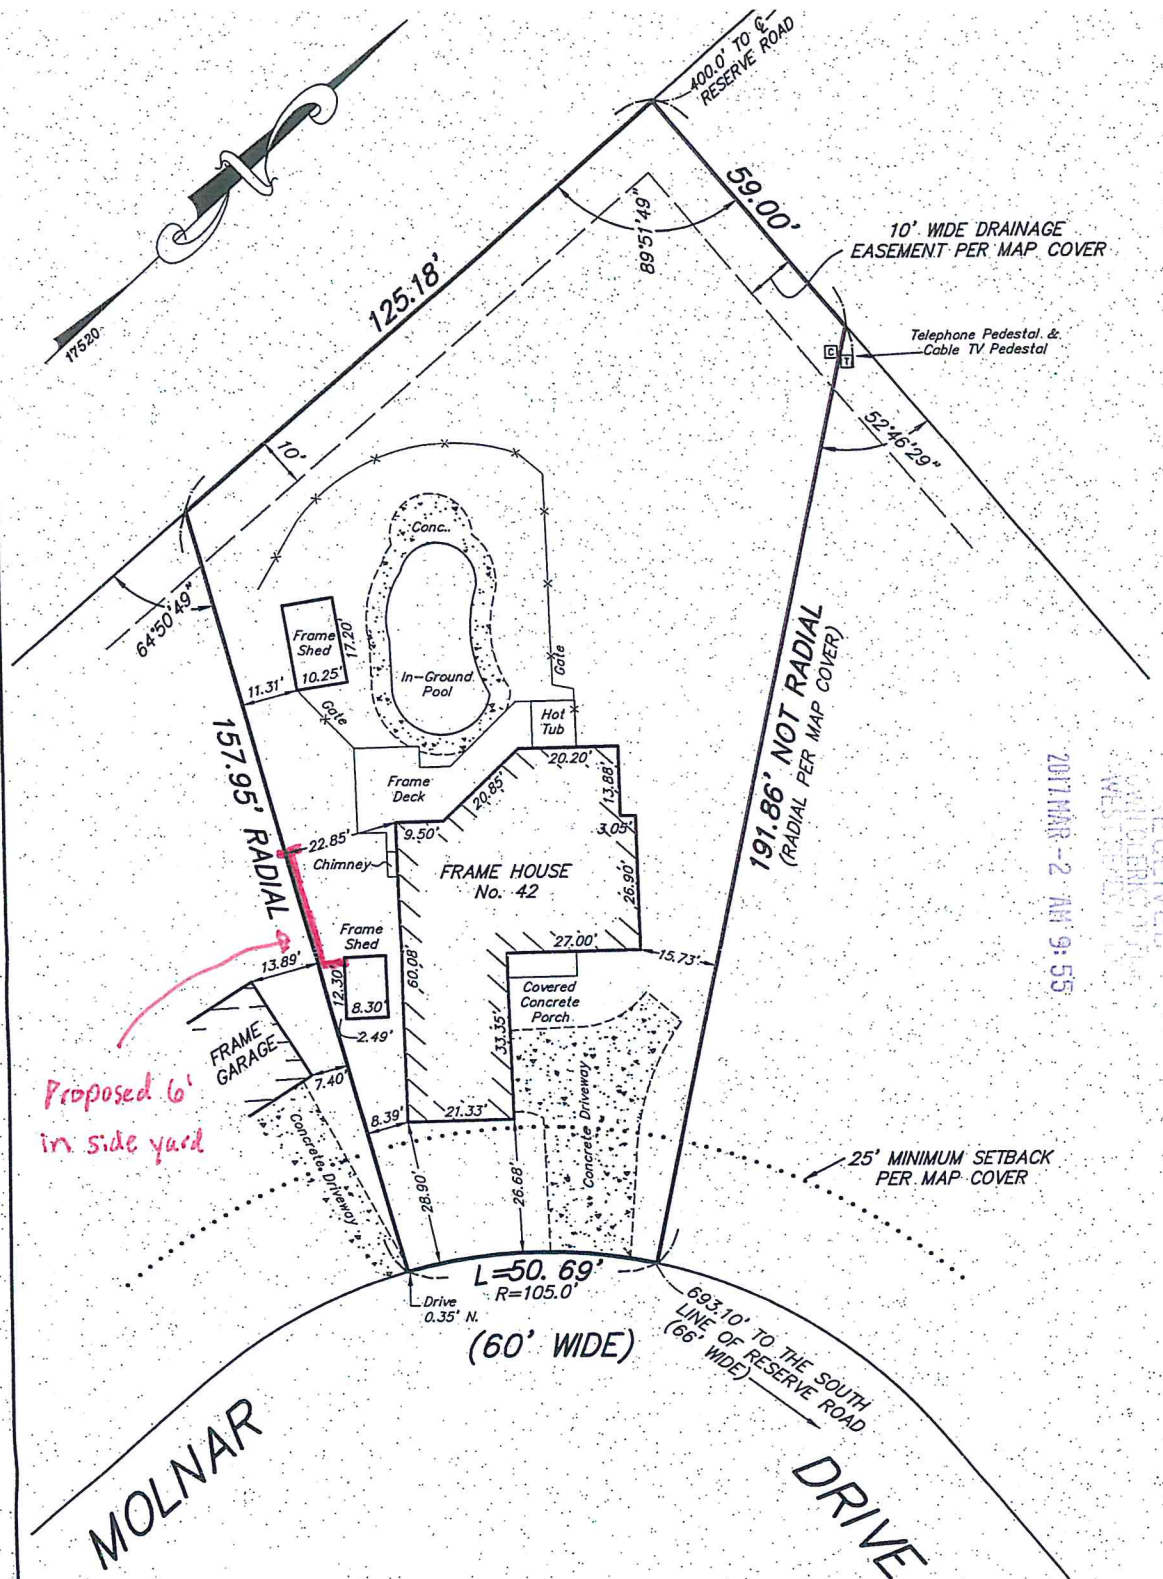 400.0' TO ℄
RESERVE ROAD
59.00'
89°51'49"
10' WIDE DRAINAGE
EASEMENT PER MAP COVER
125.18'
17520
Telephone Pedestal &
Cable TV Pedestal
C
T
52°46'29"
10'
Conc.
64°50'49"
Frame
Shed
17.20'
10.25'
11.31'
Gate
In-Ground
Pool
Gate
Hot
Tub
157.95' RADIAL
191.86' NOT RADIAL
(RADIAL PER MAP COVER)
Frame
Deck
20.20'
20.85'
13.88'
9.50'
3.05'
22.85'
Chimney
FRAME HOUSE
No. 42
26.90'
2017 MAR -2 AM 9:55
Frame
Shed
27.00'
15.73'
13.89'
12.30'
60.08'
8.30'
Covered
Concrete
Porch
2.49'
33.35'
FRAME
GARAGE
7.40'
Proposed 6'
in side yard
Concrete Driveway
8.39'
21.33'
Concrete Driveway
25' MINIMUM SETBACK
PER MAP COVER
28.90'
26.68'
L=50.69'
R=105.0'
Drive
0.35' N.
(60' WIDE)
693.10' TO THE SOUTH
LINE OF RESERVE ROAD
(66' WIDE)
MOLNAR
DRIVE